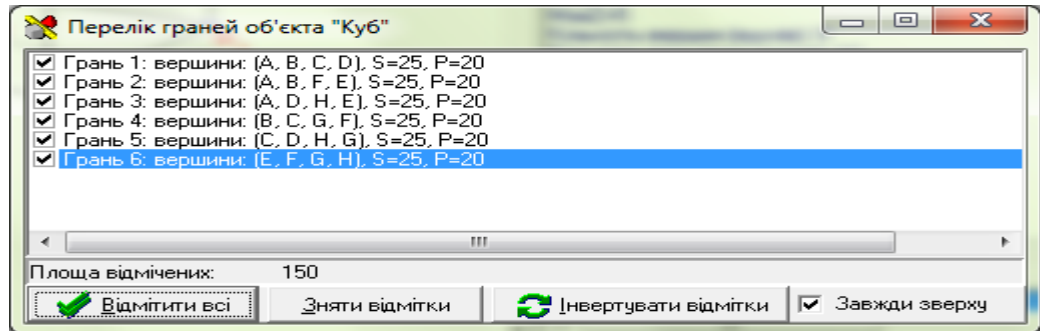 Перелік граней об'єкта "Куб"
Грань 1: вершини: (A, B, C, D), S=25, P=20
Грань 2: вершини: (A, B, F, E), S=25, P=20
Грань 3: вершини: (A, D, H, E), S=25, P=20
Грань 4: вершини: (B, C, G, F), S=25, P=20
Грань 5: вершини: (C, D, H, G), S=25, P=20
Грань 6: вершини: (E, F, G, H), S=25, P=20
Площа відмічених: 150
Відмітити всі Зняти відмітки Інвертувати відмітки Завжди зверху